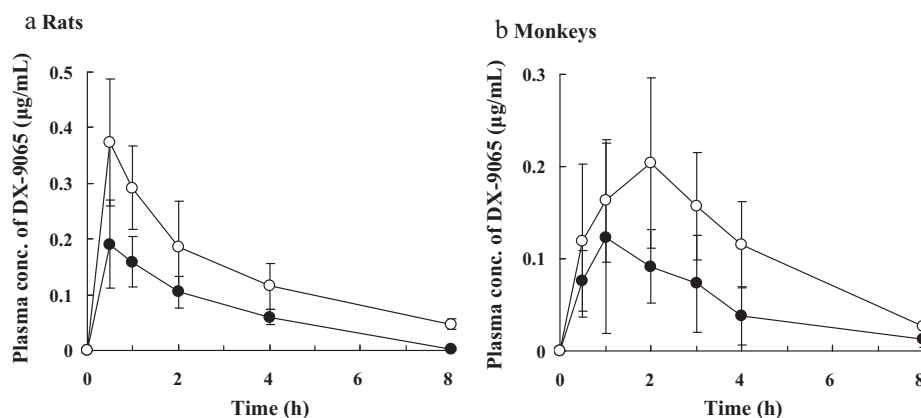 a Rats
Plasma conc. of DX-9065 (µg/mL)
0.5
0.4
0.3
0.2
0.1
0
0 2 4 6 8
Time (h)
b Monkeys
Plasma conc. of DX-9065 (µg/mL)
0.3
0.2
0.1
0
0 2 4 6 8
Time (h)